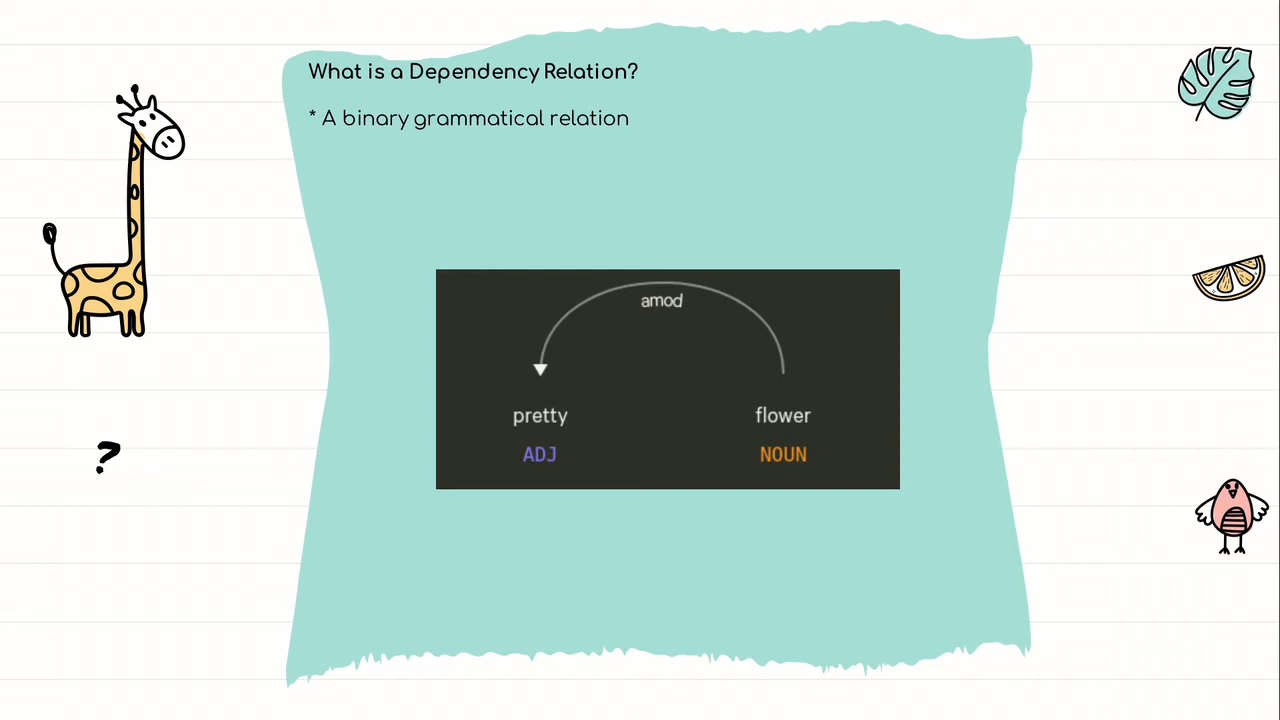 What is a Dependency Relation?
* A binary grammatical relation
amod
pretty flower
ADJ NOUN
?